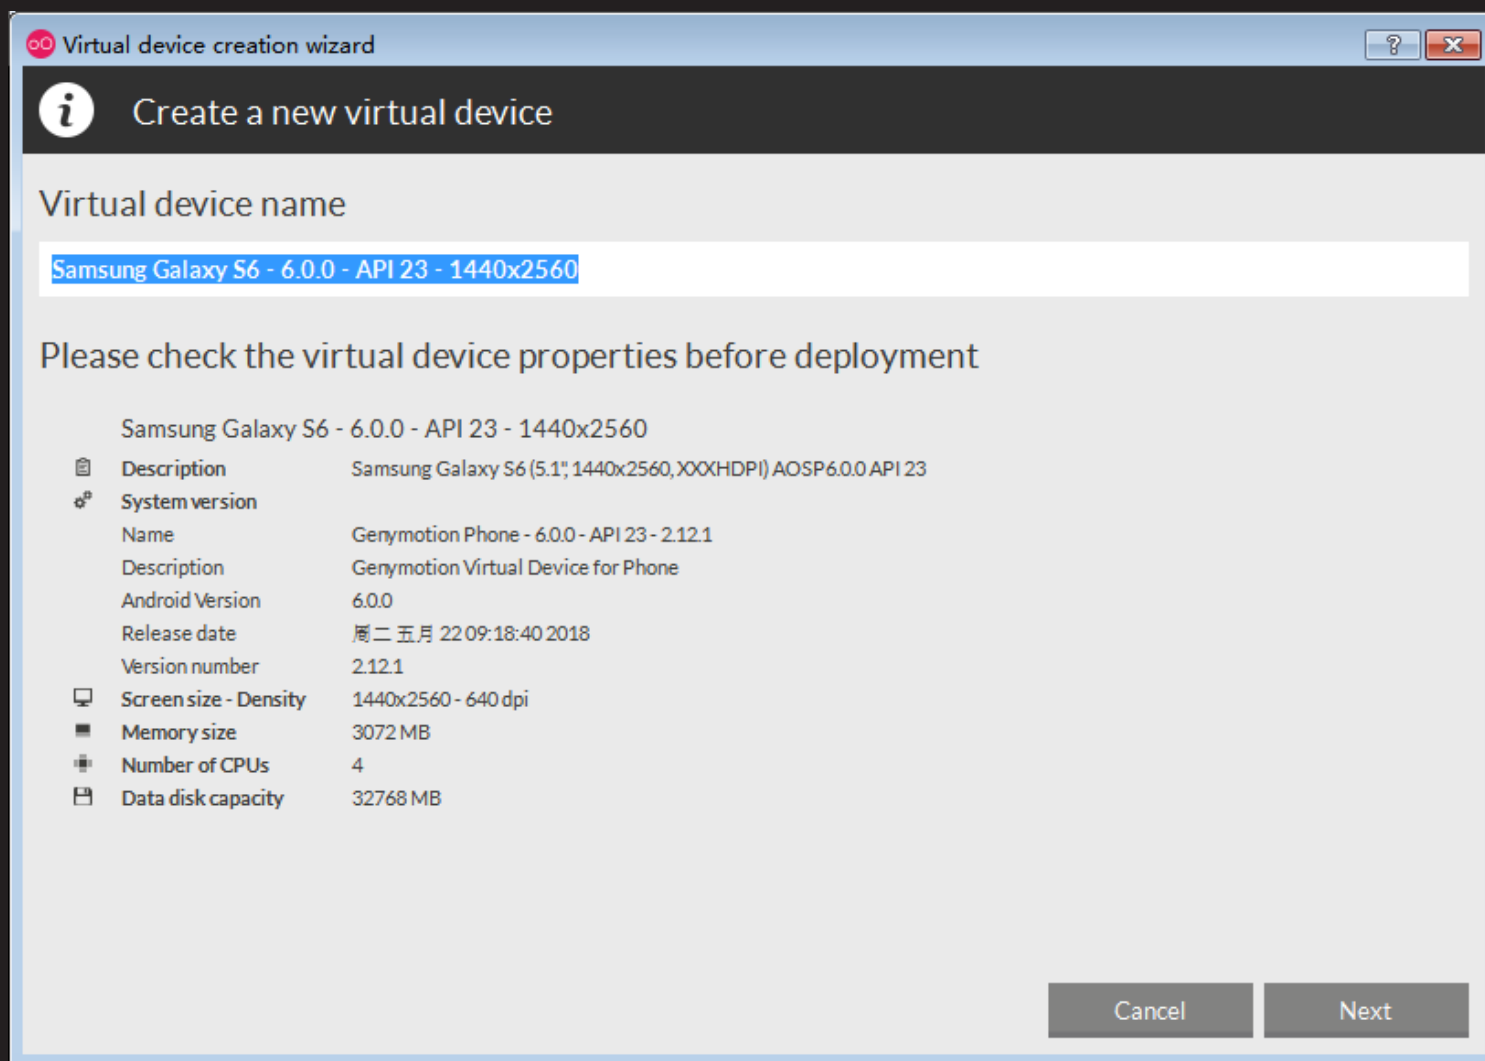 Virtual device creation wizard
Create a new virtual device
Virtual device name
Samsung Galaxy S6 - 6.0.0 - API 23 - 1440x2560
Please check the virtual device properties before deployment
Samsung Galaxy S6 - 6.0.0 - API 23 - 1440x2560
Description Samsung Galaxy S6 (5.1", 1440x2560, XXXHDPI) AOSP6.0.0 API 23
System version
Name Genymotion Phone - 6.0.0 - API 23 - 2.12.1
Description Genymotion Virtual Device for Phone
Android Version 6.0.0
Release date 周二 五月 22 09:18:40 2018
Version number 2.12.1
Screen size - Density 1440x2560 - 640 dpi
Memory size 3072 MB
Number of CPUs 4
Data disk capacity 32768 MB
Cancel Next